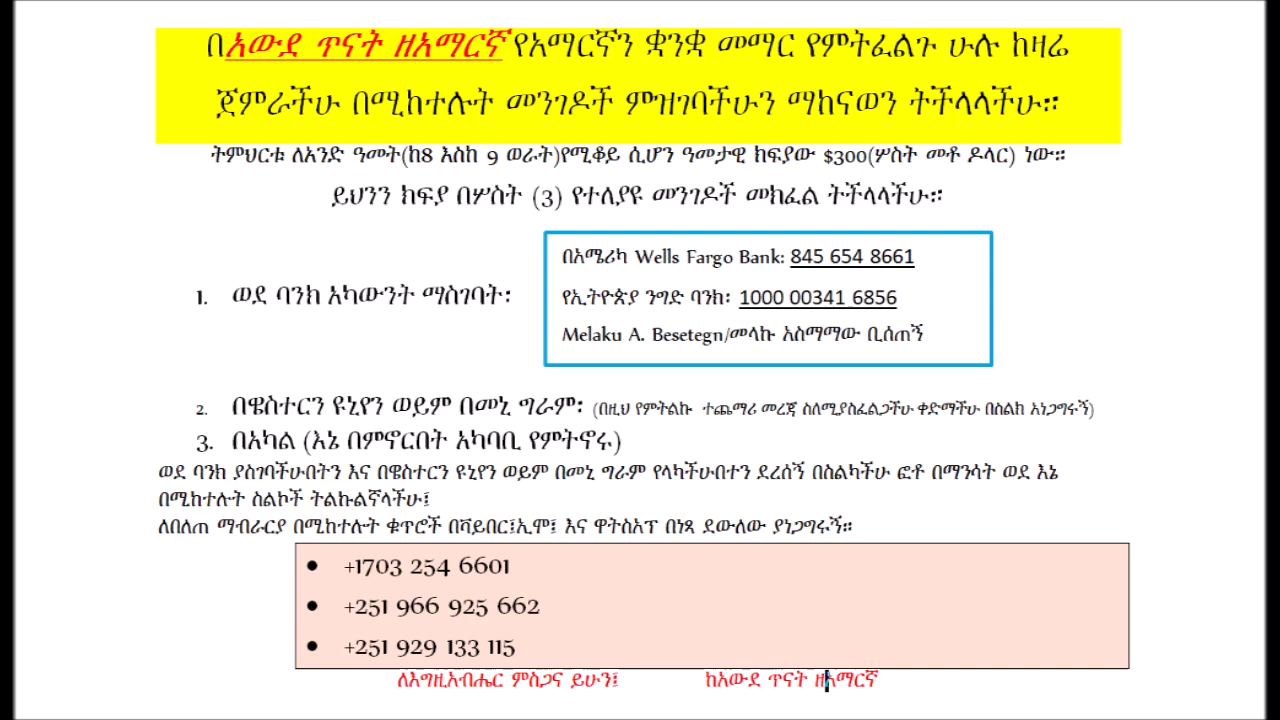 በአውደ ጥናት ዘአማርኛ የአማርኛን ቋንቋ መማር የምትፈልጉ ሁሉ ከዛሬ
ጀምራችሁ በሚከተሉት መንገዶች ምዝገባችሁን ማከናወን ትችላላችሁ።
ትምህርቱ ለአንድ ዓመት(ከ8 እስከ 9 ወራት)የሚቆይ ሲሆን ዓመታዊ ክፍያው $300(ሦስት መቶ ዶላር) ነው።
ይህንን ክፍያ በሦስት (3) የተለያዩ መንገዶች መክፈል ትችላላችሁ።
1. ወደ ባንክ አካውንት ማስገባት፡
በአሜሪካ Wells Fargo Bank: 845 654 8661
የኢትዮጵያ ንግድ ባንክ፡ 1000 00341 6856
Melaku A. Besetegn/መላኩ አስማማው ቢሰጠኝ
2. በዌስተርን ዩኒየን ወይም በመኒ ግራም፡ (በዚህ የምትልኩ ተጨማሪ መረጃ ስለሚያስፈልጋችሁ ቀድማችሁ በስልክ አነጋግሩኝ)
3. በአካል (እኔ በምኖርበት አካባቢ የምትኖሩ)
ወደ ባንክ ያስገባችሁበትን እና በዌስተርን ዩኒየን ወይም በመኒ ግራም የላካችሁበተን ደረሰኝ በስልካችሁ ፎቶ በማንሳት ወደ እኔ
በሚከተሉት ስልኮች ትልኩልኛላችሁ፤
ለበለጠ ማብራርያ በሚከተሉት ቁጥሮች በቫይበር፤ኢሞ፤ እና ዋትስአፕ በነጻ ደውለው ያነጋግሩኝ።
• +1703 254 6601
• +251 966 925 662
• +251 929 133 115
ለእግዚአብሔር ምስጋና ይሁን፤ ከአውደ ጥናት ዘአማርኛ